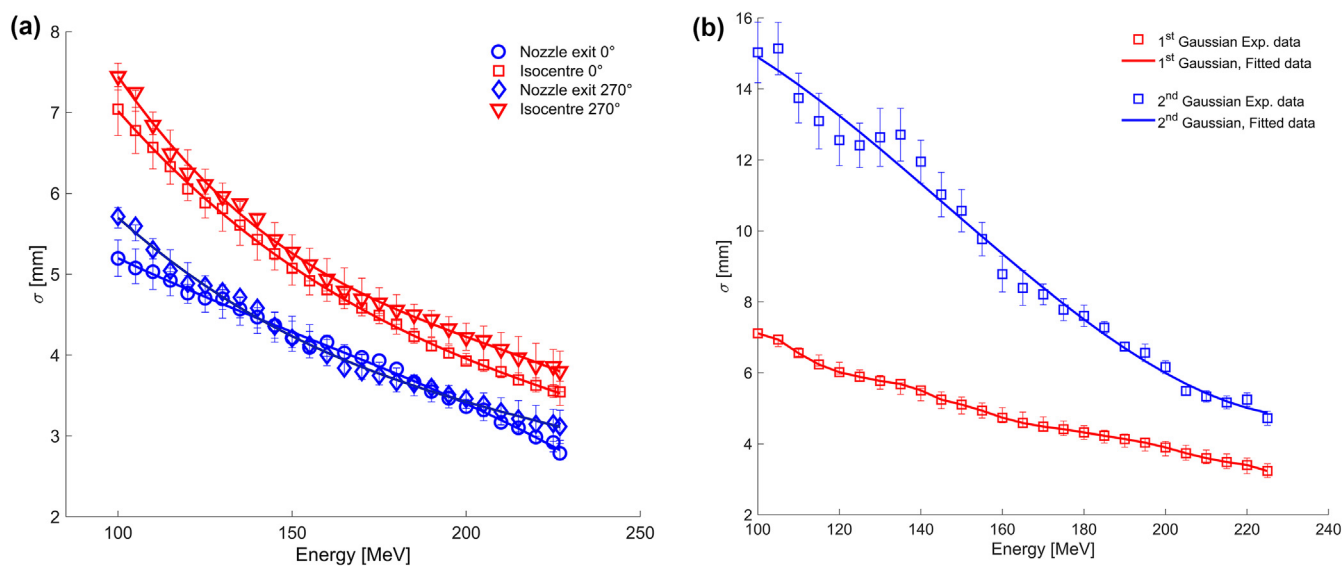 (a)
8
7
6
5
4
3
2
σ [mm]
100
150
200
250
Energy [MeV]
Nozzle exit 0°
Isocentre 0°
Nozzle exit 270°
Isocentre 270°
(b)
16
14
12
10
8
6
4
2
σ [mm]
100 120 140 160 180 200 220 240
Energy [MeV]
1st Gaussian Exp. data
1st Gaussian, Fitted data
2nd Gaussian Exp. data
2nd Gaussian, Fitted data